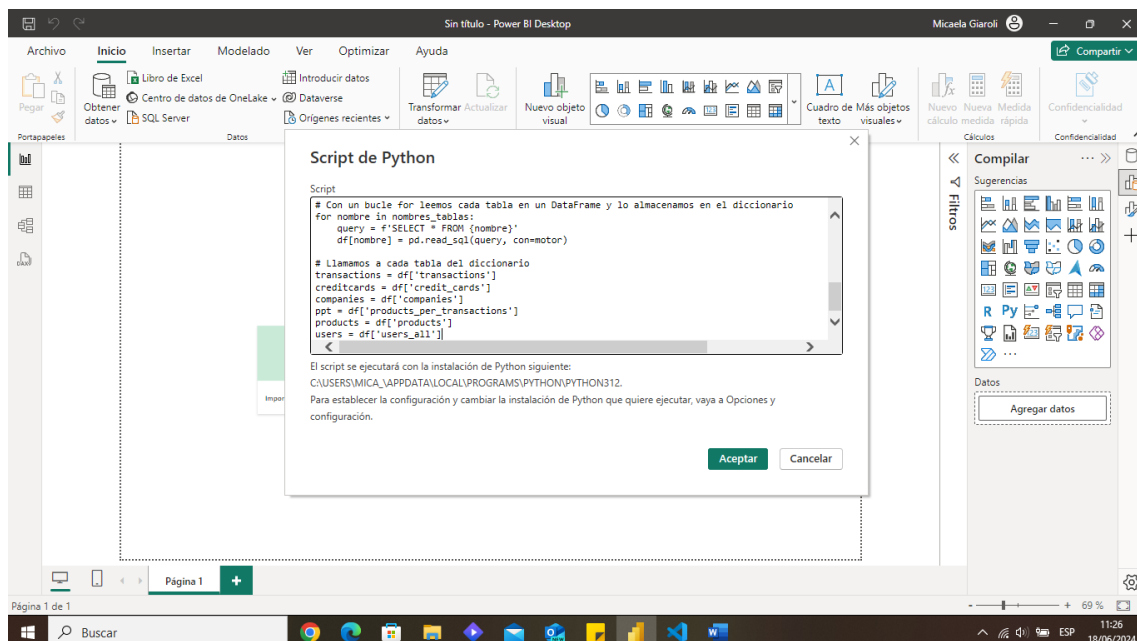 Sin título - Power BI Desktop
Micaela Giaroli
Archivo Inicio Insertar Modelado Ver Optimizar Ayuda
Compartir
Pegar
Obtener datos
Libro de Excel
Centro de datos de OneLake
SQL Server
Introducir datos
Dataverse
Orígenes recientes
Transformar datos
Actualizar
Nuevo objeto visual
Cuadro de texto
Más objetos visuales
Nuevo cálculo
Nueva medida
Medida rápida
Confidencialidad
Portapapeles
Datos
Cálculos
Confidencialidad
Script de Python
Script
# Con un bucle for leemos cada tabla en un DataFrame y lo almacenamos en el diccionario
for nombre in nombres_tablas:
query = f'SELECT * FROM {nombre}'
df[nombre] = pd.read_sql(query, con=motor)
# Llamamos a cada tabla del diccionario
transactions = df['transactions']
creditcards = df['credit_cards']
companies = df['companies']
ppt = df['products_per_transactions']
products = df['products']
users = df['users_all']
El script se ejecutará con la instalación de Python siguiente:
C:\USERS\MICA_\APPDATA\LOCAL\PROGRAMS\PYTHON\PYTHON312.
Para establecer la configuración y cambiar la instalación de Python que quiere ejecutar, vaya a Opciones y
configuración.
Aceptar
Cancelar
Impor
Filtros
Compilar
Sugerencias
123
R Py
Datos
Agregar datos
Página 1
Página 1 de 1
69 %
Buscar
ESP
11:26